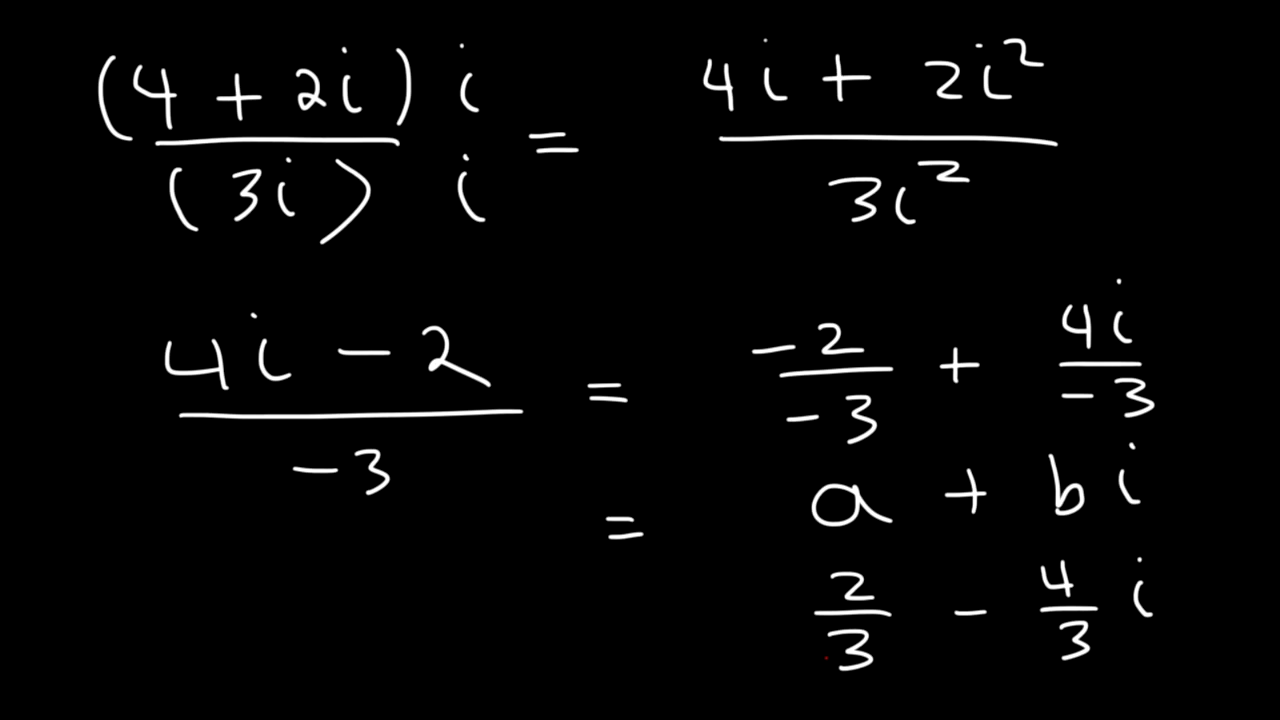 (4 + 2i) i / (3i) i = 4i + 2i² / 3i²
4i - 2 / -3 = -2 / -3 + 4i / -3
= a + bi
2/3 - 4/3 i